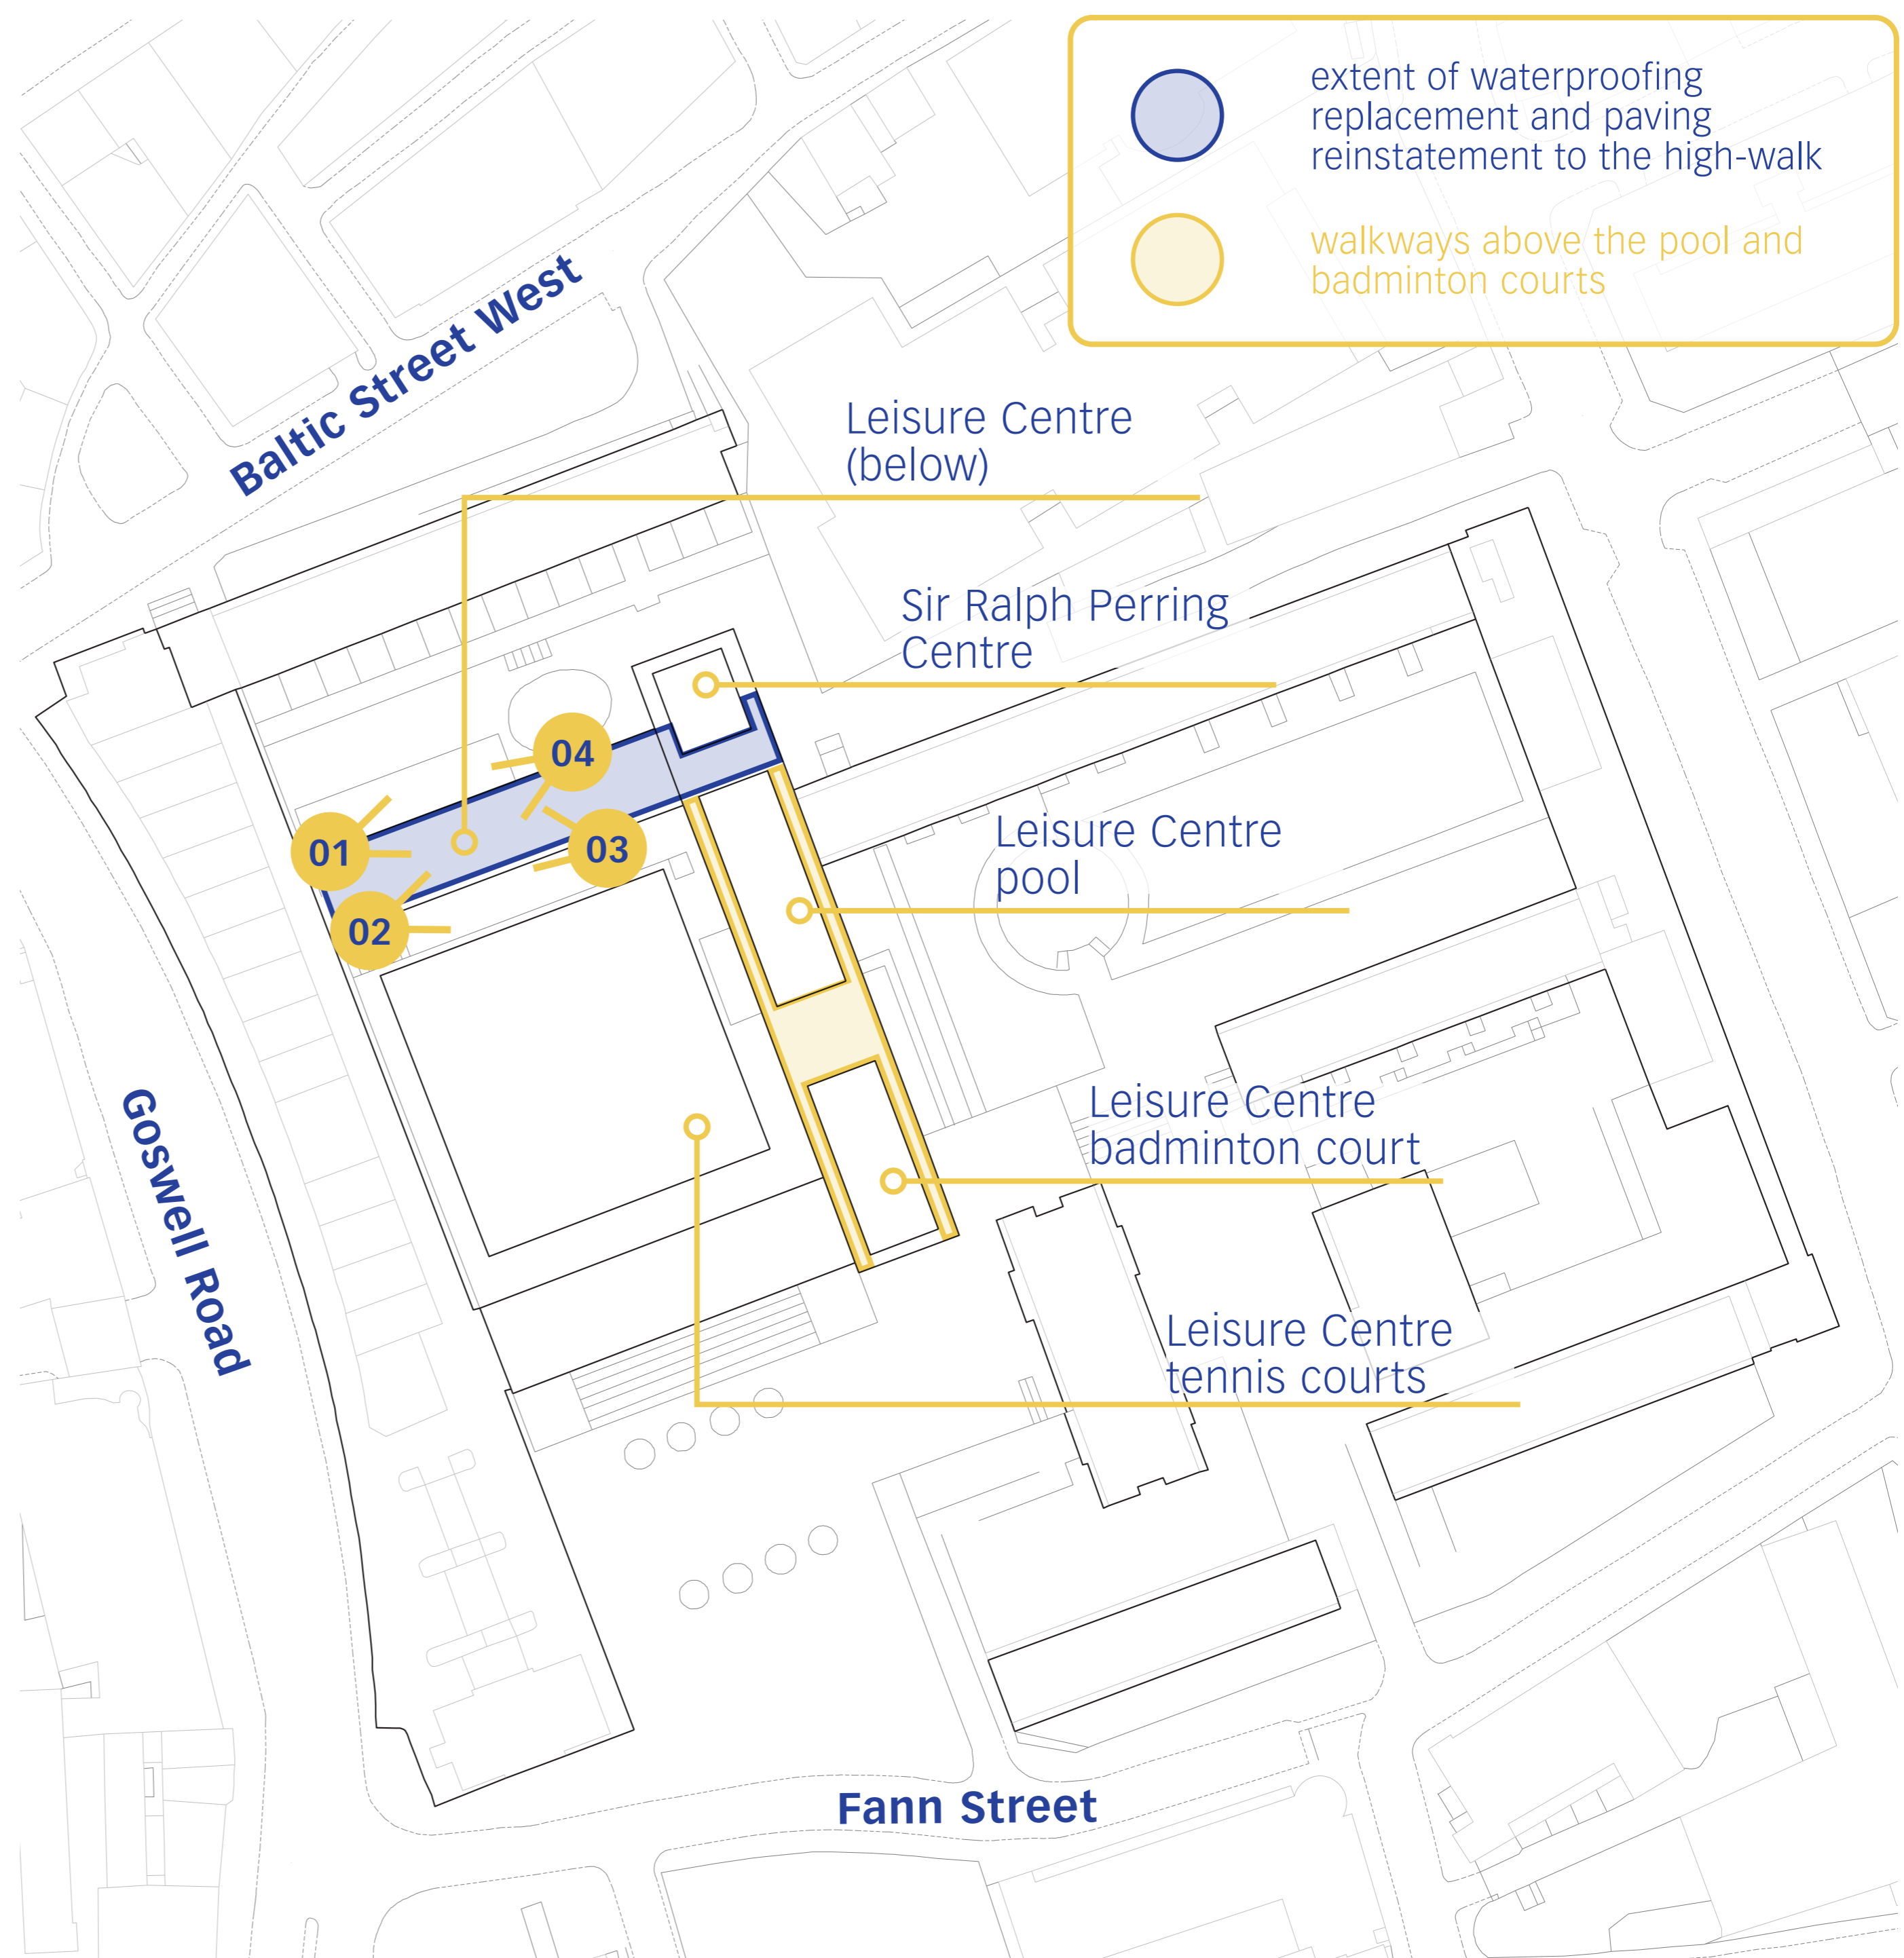 extent of waterproofing
replacement and paving
reinstatement to the high-walk
walkways above the pool and
badminton courts
Baltic Street West
Leisure Centre
(below)
Sir Ralph Perring
Centre
04
01
03
02
Leisure Centre
pool
Leisure Centre
badminton court
Goswell Road
Leisure Centre
tennis courts
Fann Street